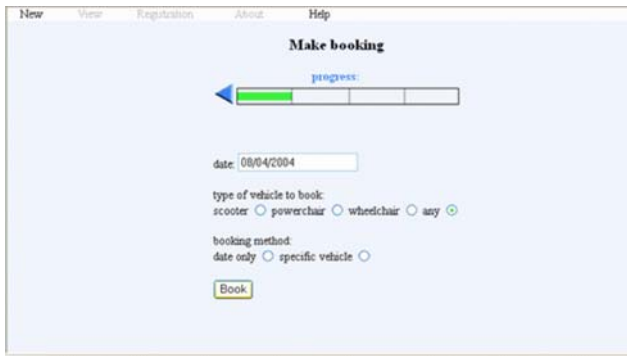 New View Registration About Help
Make booking
progress:
date: 08/04/2004
type of vehicle to book:
scooter powerchair wheelchair any
booking method:
date only specific vehicle
Book